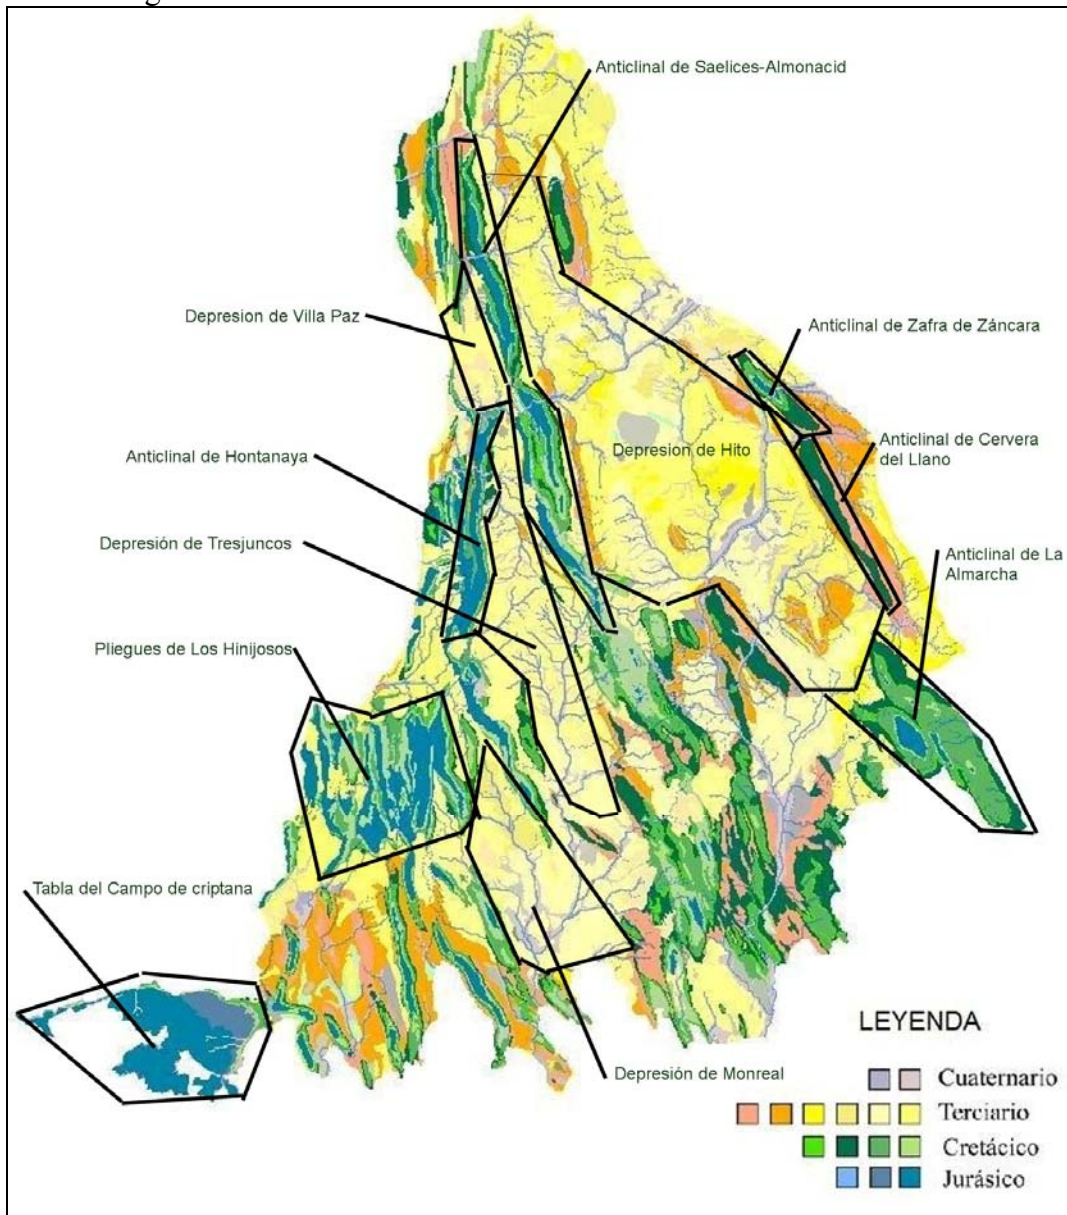 Anticlinal de Saelices-Almonacid
Depresion de Villa Paz
Anticlinal de Zafra de Záncara
Anticlinal de Hontanaya
Depresion de Hito
Anticlinal de Cervera
del Llano
Depresión de Tresjuncos
Anticlinal de La
Almarcha
Pliegues de Los Hinijosos
Tabla del Campo de criptana
Depresión de Monreal
LEYENDA
Cuaternario
Terciario
Cretácico
Jurásico